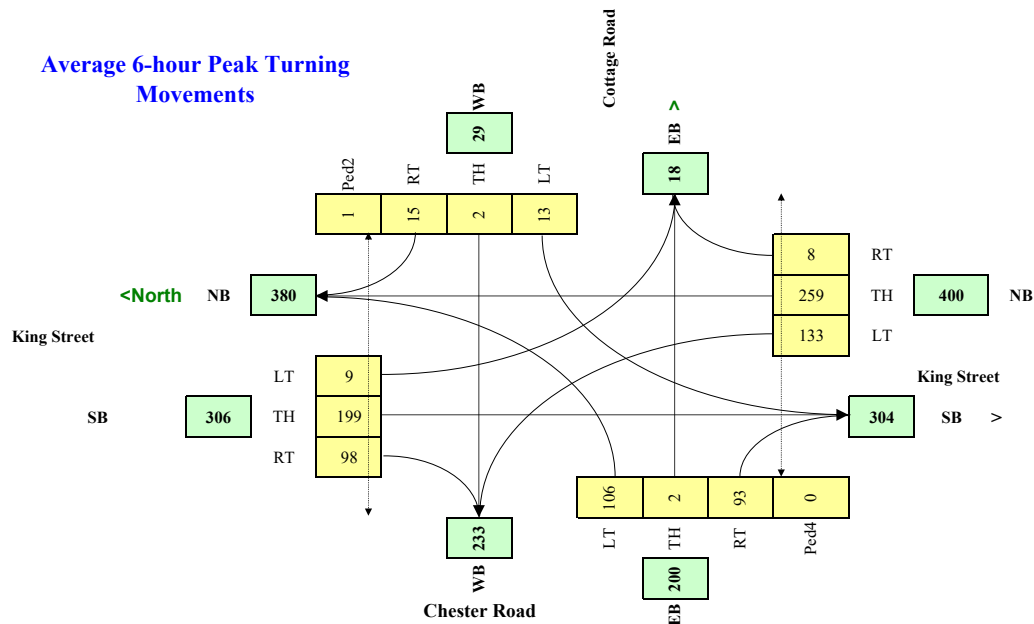 Average 6-hour Peak Turning
Movements
Cottage Road
WB
29
^
EB
18
Ped2
RT
TH
LT
1
15
2
13
8 RT
<North NB 380
259 TH 400 NB
King Street
133 LT
LT 9
King Street
SB 306 TH 199
304 SB >
RT 98
106
2
93
0
LT
TH
RT
Ped4
233
WB
200
EB
Chester Road